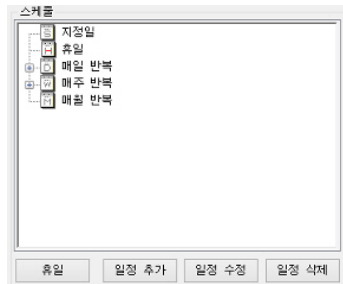 스케쥴
지정일
휴일
매일 반복
매주 반복
매월 반복
휴일 일정 추가 일정 수정 일정 삭제